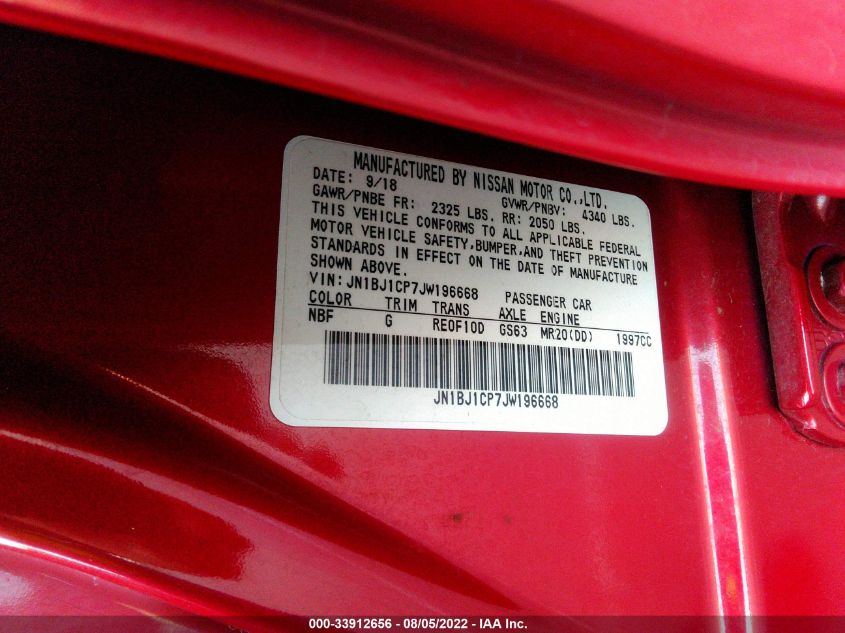 MANUFACTURED BY NISSAN MOTOR CO.,LTD.
DATE: 9/18 GVWR/PNBV: 4340 LBS.
GAWR/PNBE FR: 2325 LBS. RR: 2050 LBS.
THIS VEHICLE CONFORMS TO ALL APPLICABLE FEDERAL
MOTOR VEHICLE SAFETY,BUMPER,AND THEFT PREVENTION
STANDARDS IN EFFECT ON THE DATE OF MANUFACTURE
SHOWN ABOVE.
VIN:JN1BJ1CP7JW196668 PASSENGER CAR
COLOR TRIM TRANS AXLE ENGINE
NBF G RE0F10D GS63 MR20(DD) 1997CC
JN1BJ1CP7JW196668
000-33912656 - 08/05/2022 - IAA Inc.